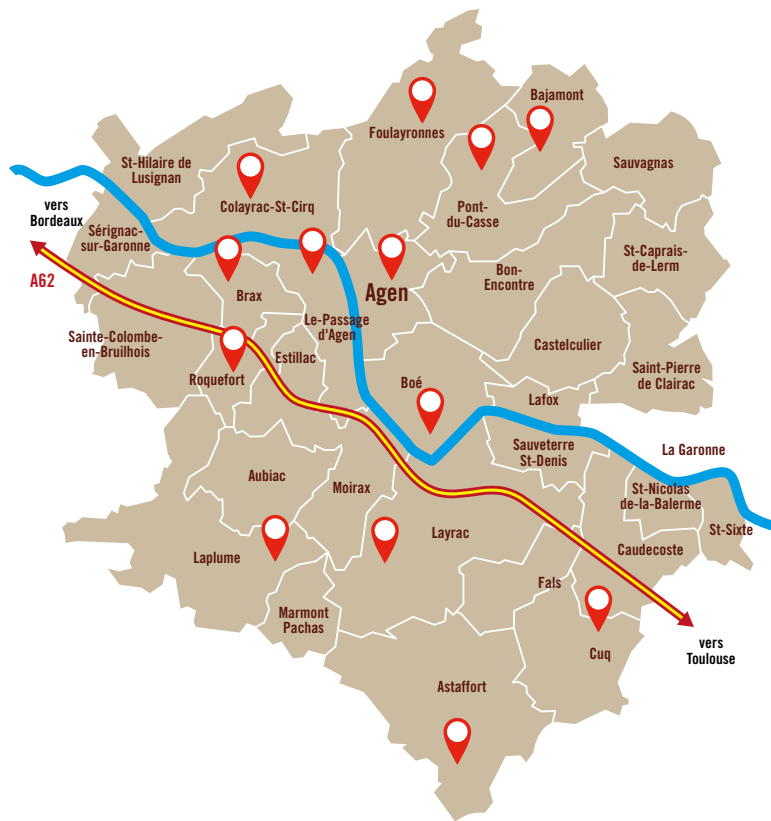 Bajamont
Foulayronnes
St-Hilaire de
Lusignan
Sauvagnas
Colayrac-St-Cirq
Pont-
du-Casse
vers
Bordeaux
Sérignac-
sur-Garonne
St-Caprais-
de-Lerm
Bon-
Encontre
A62
Agen
Brax
Le-Passage
d'Agen
Sainte-Colombe-
en-Bruilhois
Estillac
Castelculier
Saint-Pierre
de Clairac
Roquefort
Boé
Lafox
Sauveterre
St-Denis
La Garonne
Aubiac
Moirax
St-Nicolas
de-la-Balerme
St-Sixte
Layrac
Laplume
Caudecoste
Fals
Marmont
Pachas
Cuq
vers
Toulouse
Astaffort